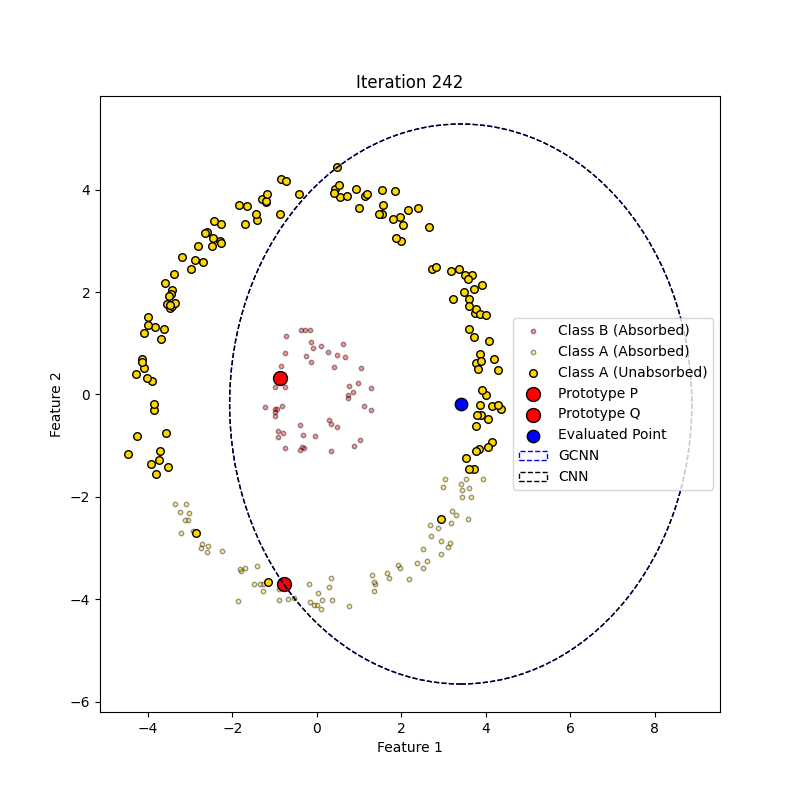 Iteration 242
Feature 2
4
2
0
−2
−4
−6
Class B (Absorbed)
Class A (Absorbed)
Class A (Unabsorbed)
Prototype P
Prototype Q
Evaluated Point
GCNN
CNN
−4
−2
0
2
4
6
8
Feature 1